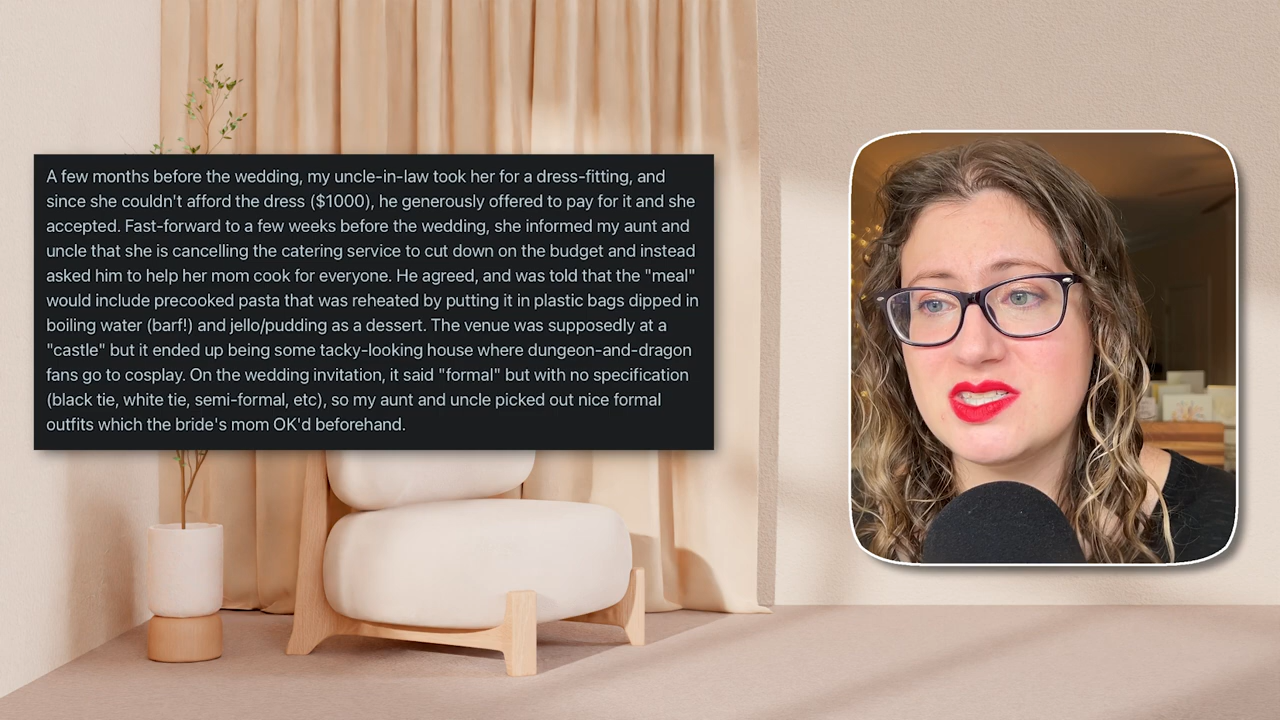 A few months before the wedding, my uncle-in-law took her for a dress-fitting, and
since she couldn't afford the dress ($1000), he generously offered to pay for it and she
accepted. Fast-forward to a few weeks before the wedding, she informed my aunt and
uncle that she is cancelling the catering service to cut down on the budget and instead
asked him to help her mom cook for everyone. He agreed, and was told that the "meal"
would include precooked pasta that was reheated by putting it in plastic bags dipped in
boiling water (barf!) and jello/pudding as a dessert. The venue was supposedly at a
"castle" but it ended up being some tacky-looking house where dungeon-and-dragon
fans go to cosplay. On the wedding invitation, it said "formal" but with no specification
(black tie, white tie, semi-formal, etc), so my aunt and uncle picked out nice formal
outfits which the bride's mom OK'd beforehand.